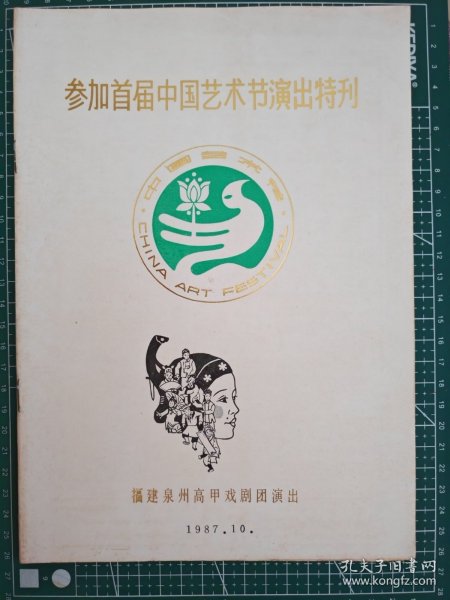 参加首届中国艺术节演出特刊
中国艺术节
CHINA ART FESTIVAL
福建泉州高甲戏剧团演出
1987.10.
孔夫子旧书网
www.kongfz.com